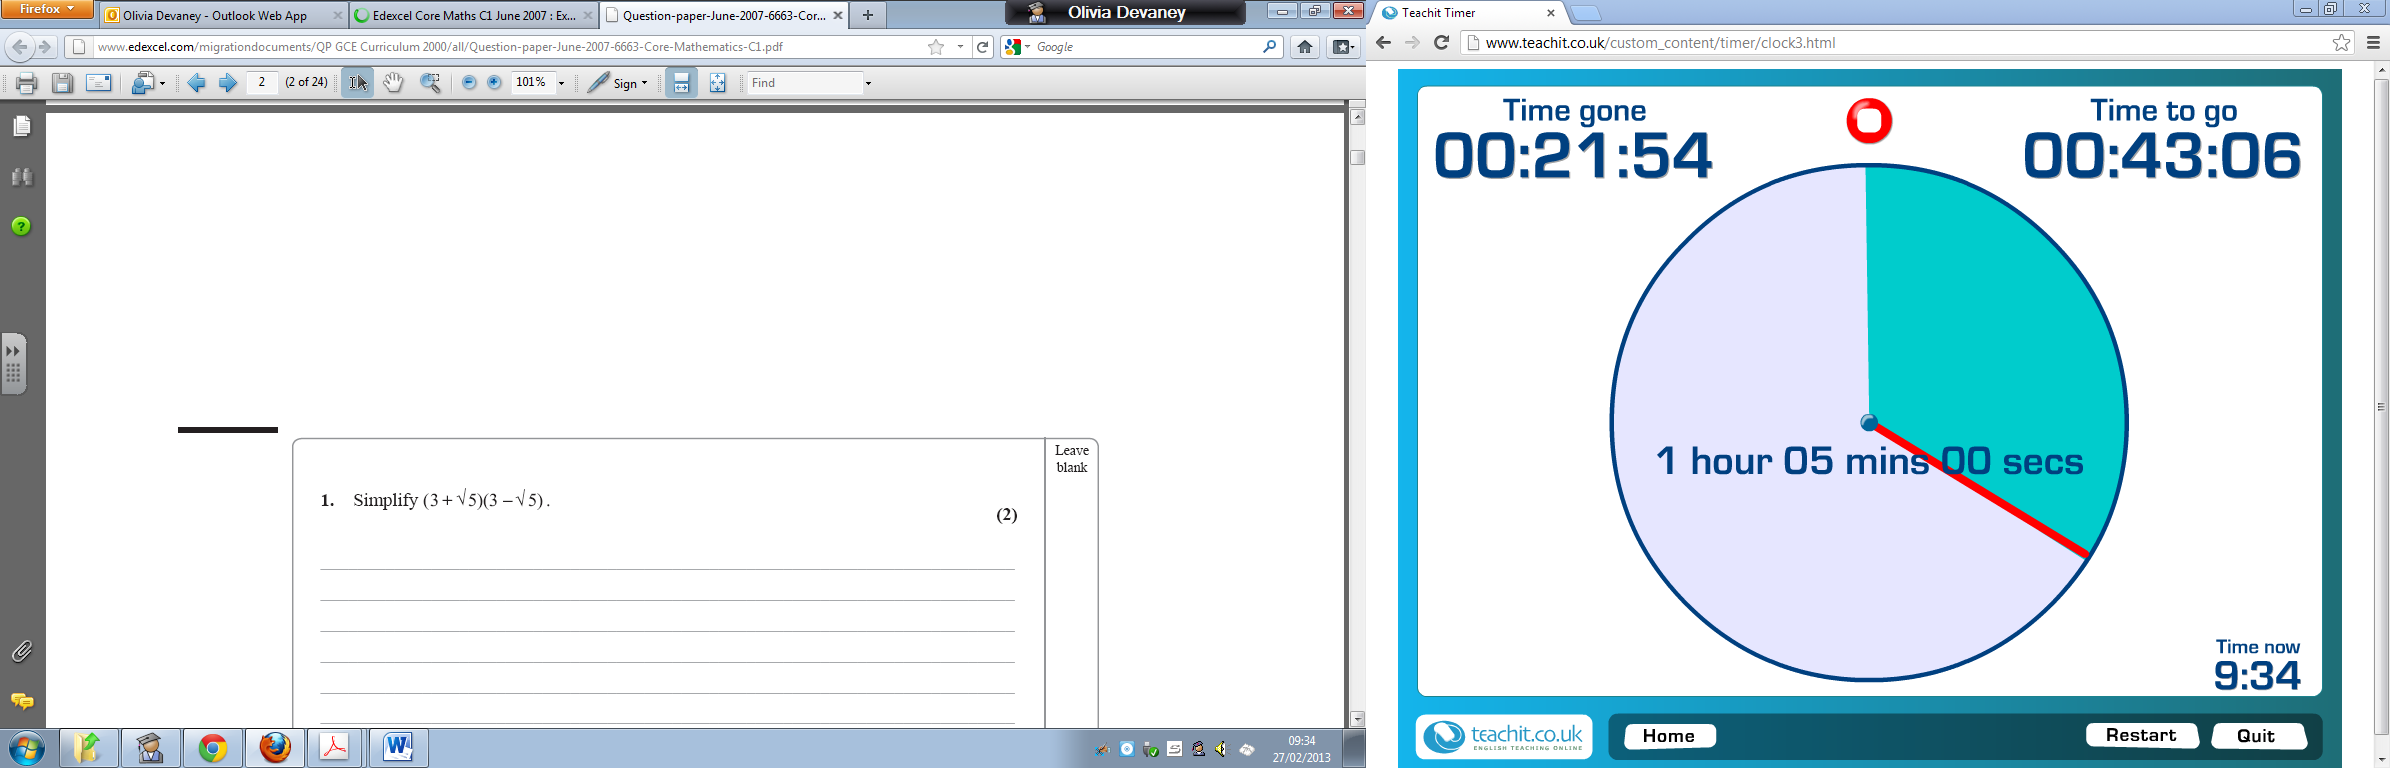 Firefox
Olivia Devaney - Outlook Web App
Edexcel Core Maths C1 June 2007 : Ex...
Question-paper-June-2007-6663-Cor...
Olivia Devaney
www.edexcel.com/migrationdocuments/QP GCE Curriculum 2000/all/Question-paper-June-2007-6663-Core-Mathematics-C1.pdf
Google
2 (2 of 24) 101% Sign Find
Leave
blank
1. Simplify (3 + √5)(3 – √5).
(2)
09:34
27/02/2013
Teachit Timer
www.teachit.co.uk/custom_content/timer/clock3.html
Time gone
00:21:54
Time to go
00:43:06
1 hour 05 mins 00 secs
Time now
9:34
teachit.co.uk
ENGLISH TEACHING ONLINE
Home
Restart
Quit